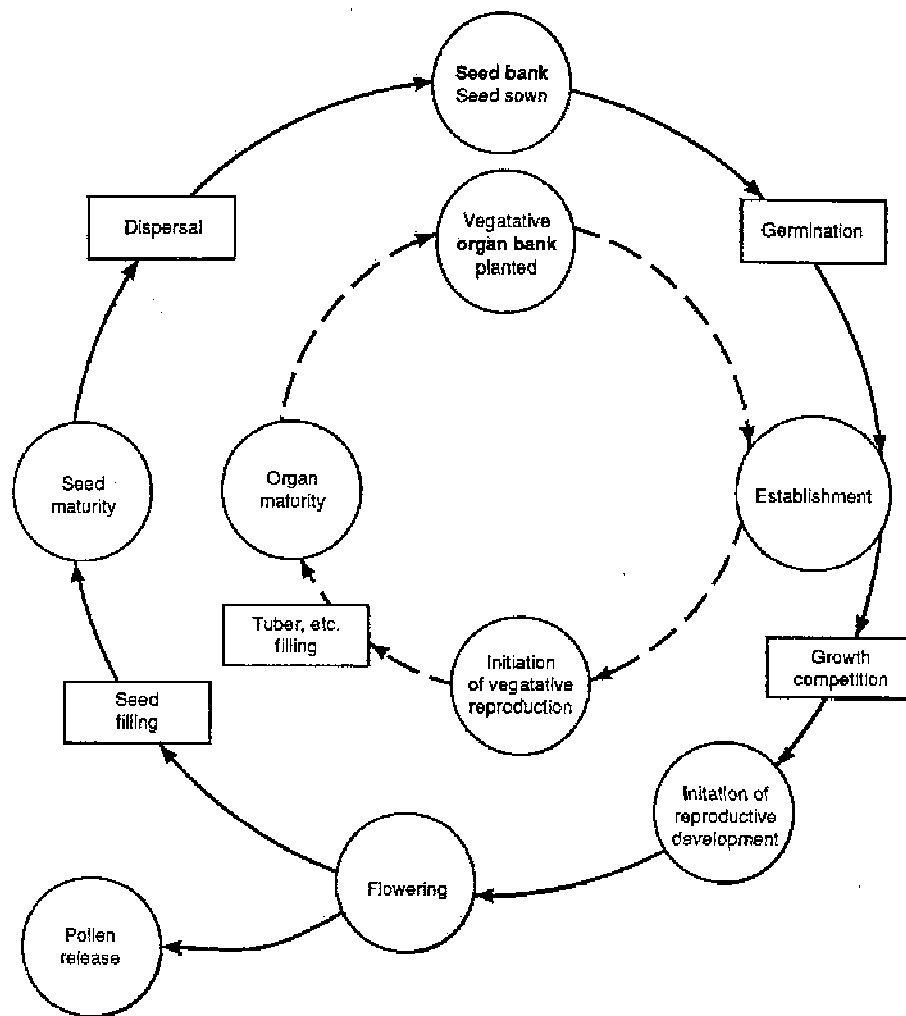 Seed bank
Seed sown
Dispersal
Vegatative
organ bank
planted
Germination
Seed
maturity
Organ
maturity
Establishment
Tuber, etc.
filling
Initiation
of vegatative
reproduction
Growth
competition
Seed
filling
Initation of
reproductive
development
Flowering
Pollen
release